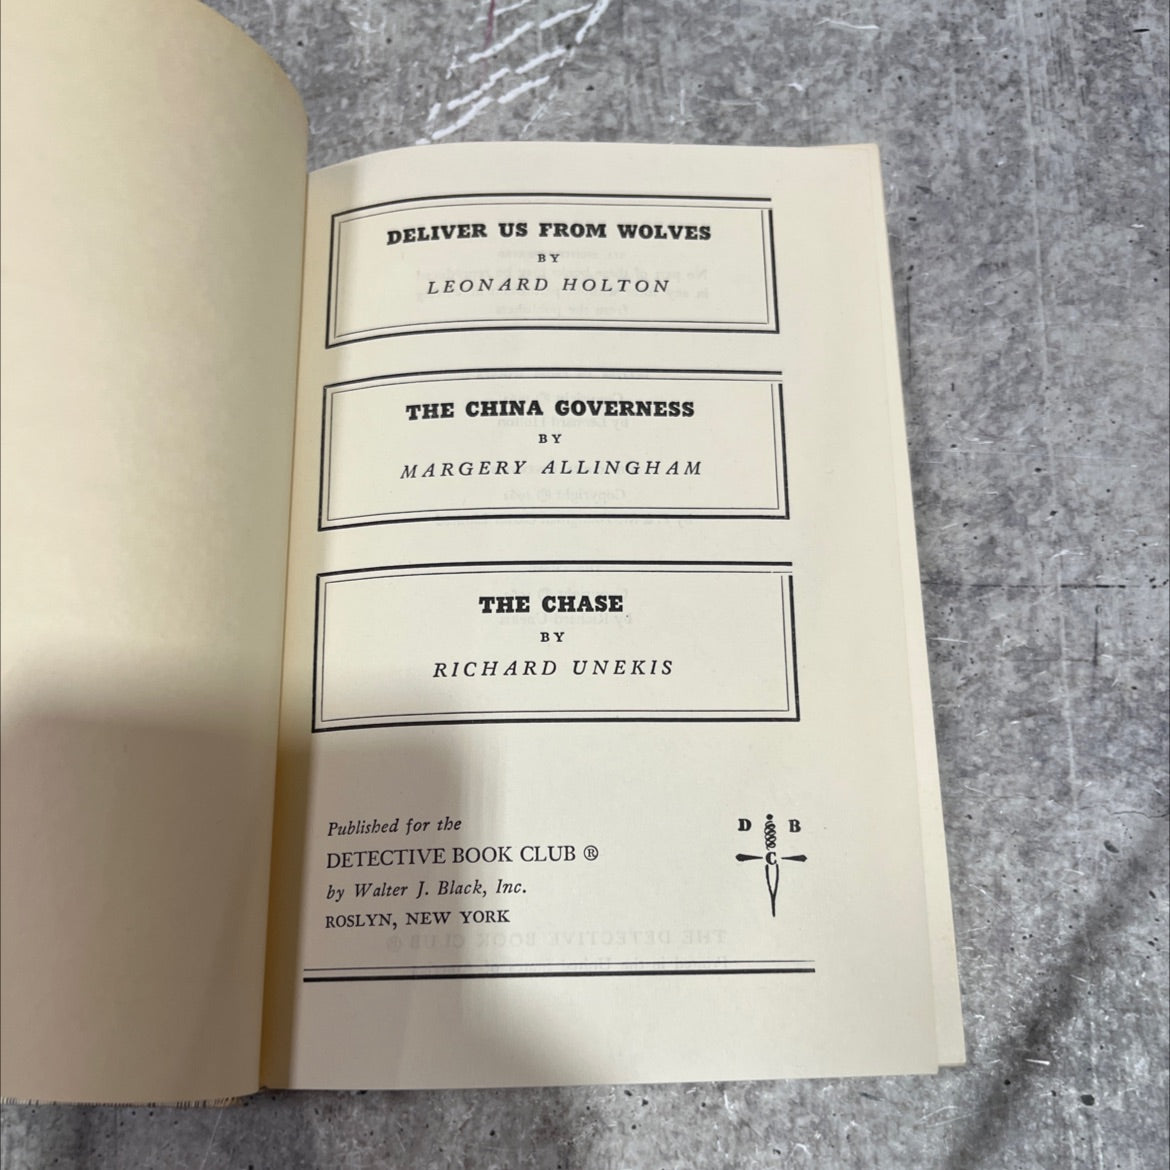 DELIVER US FROM WOLVES
BY
LEONARD HOLTON
THE CHINA GOVERNESS
BY
MARGERY ALLINGHAM
THE CHASE
BY
RICHARD UNEKIS
Published for the
DETECTIVE BOOK CLUB ®
by Walter J. Black, Inc.
ROSLYN, NEW YORK
D B
C